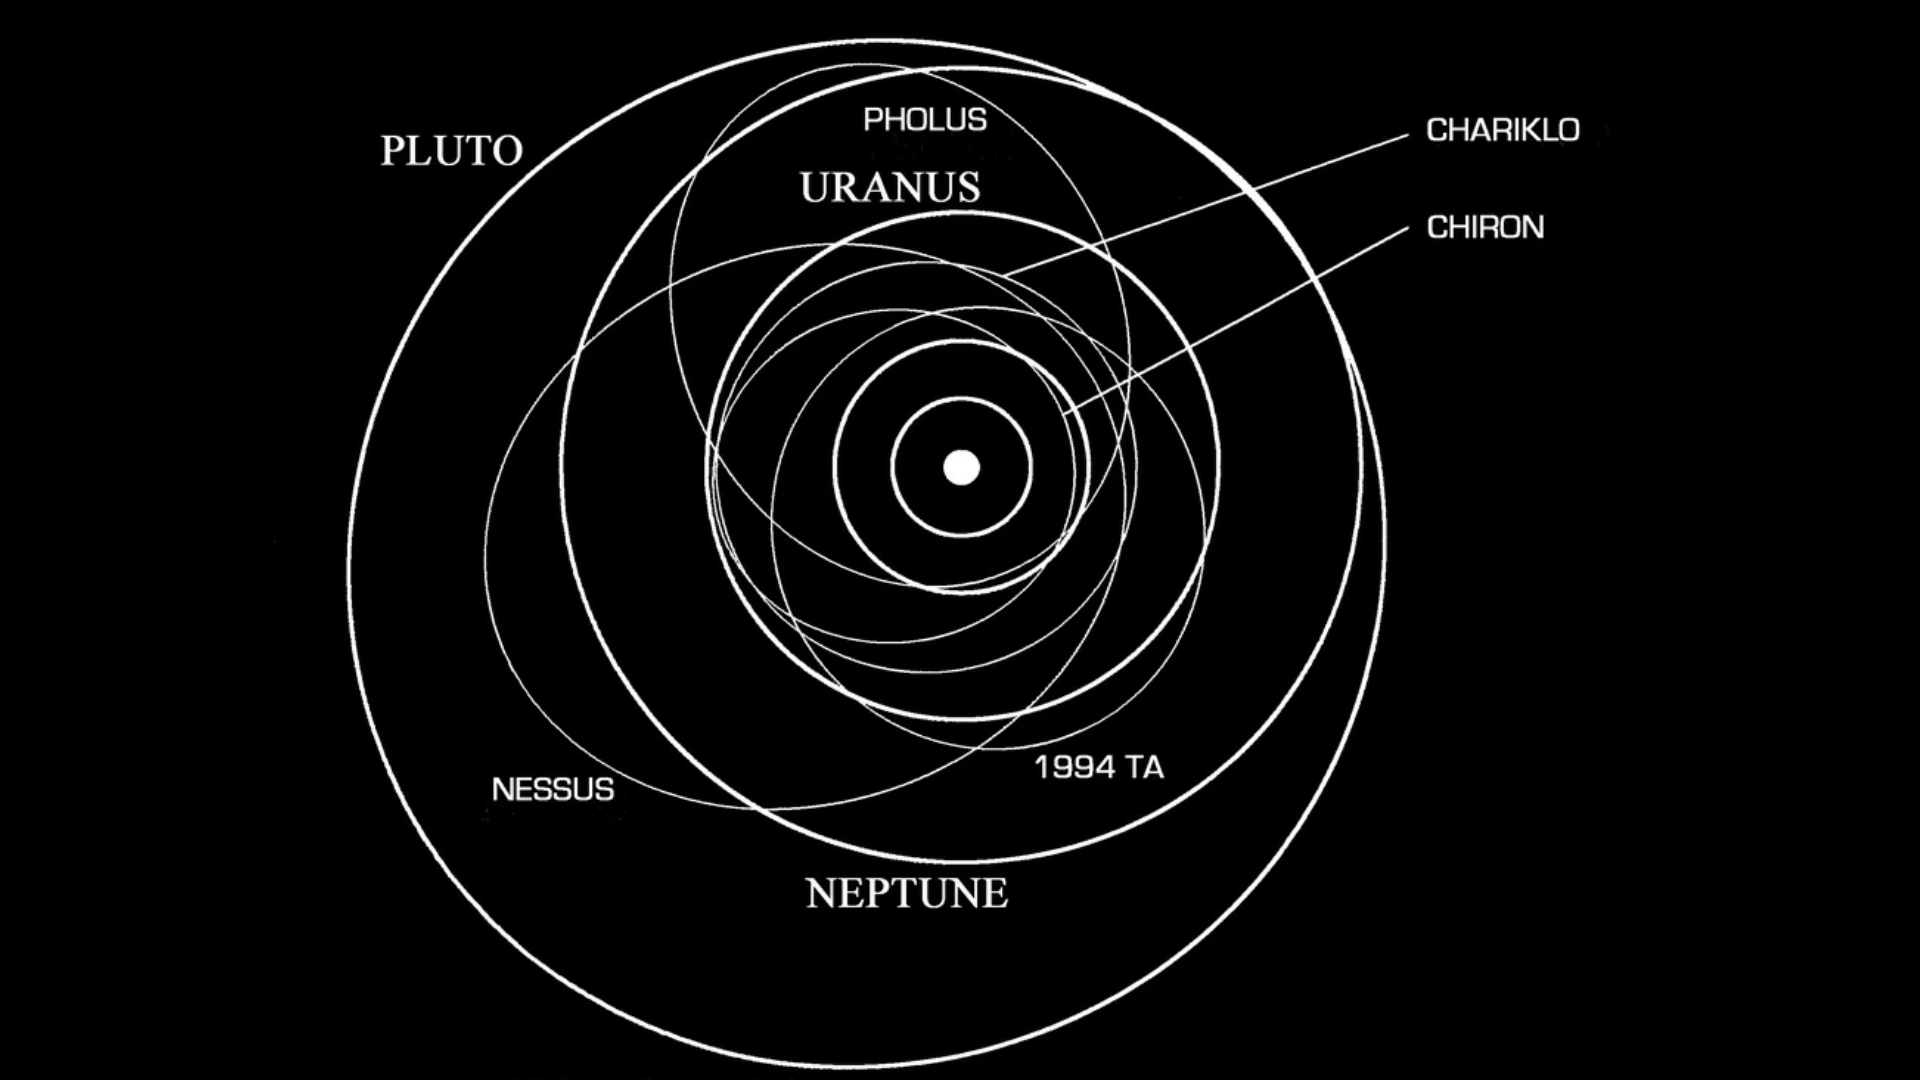 PHOLUS
CHARIKLO
PLUTO
URANUS
CHIRON
1994 TA
NESSUS
NEPTUNE